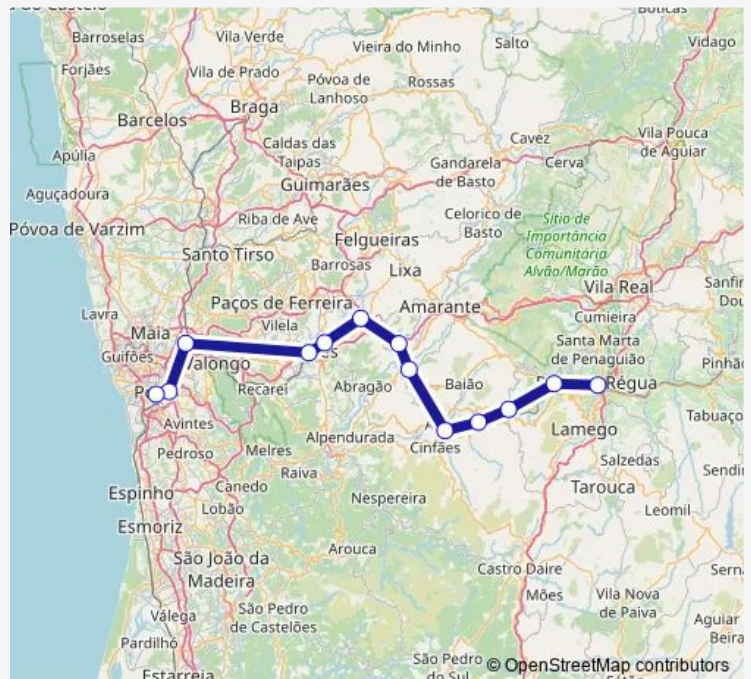 do Castelo
Boticas
Barroselas
Vila Verde
Vieira do Minho
Salto
Vidago
Forjães
Vila de Prado
Póvoa de
Lanhoso
Rossas
Braga
Barcelos
Cavez
Vila Pouca
de Aguiar
Apúlia
Caldas das
Taipas
Gandarela
de Basto
Cerva
Aguçadoura
Guimarães
Póvoa de Varzim
Riba de Ave
Celorico de
Basto
Sítio de
Importância
Comunitária
Alvão/Marão
Santo Tirso
Felgueiras
Barrosas
Lixa
Vila Real
Lavra
Paços de Ferreira
Amarante
Cumieira
Maia
Vilela
Santa Marta
de Penaguião
Guifões
Valongo
Recarei
Abragão
Baião
Régua
Avintes
Lamego
Pedroso
Melres
Alpendurada
Cinfães
Salzedas
Raiva
Canedo
Espinho
Lobão
Nespereira
Tarouca
Leomil
Esmoriz
Arouca
São João da
Madeira
Castro Daire
Mões
Vila Nova
de Paiva
São Pedro
de Castelões
Válega
Aguiar
Beira
Pardilhó
São Pedro
do Sul
Estarreja
© OpenStreetMap contributors